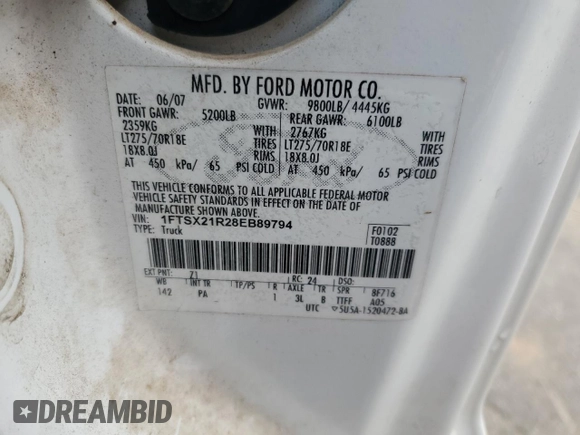 MFD. BY FORD MOTOR CO.
DATE: 06/07 GVWR: 9800LB/ 4445KG
FRONT GAWR: 5200LB REAR GAWR: 6100LB
2359KG WITH 2767KG WITH
LT275/70R18E TIRES LT275/70R18E TIRES
18X8.0J RIMS 18X8.0J RIMS
AT 450 kPa/ 65 PSI COLD AT 450 kPa/ 65 PSI COLD
THIS VEHICLE CONFORMS TO ALL APPLICABLE FEDERAL MOTOR
VEHICLE SAFETY STANDARDS IN EFFECT ON THE DATE OF
MANUFACTURE SHOWN ABOVE.
VIN: 1FTSX21R28EB89794 F0102
TYPE: Truck T0888
EXT PNT: Z1 RC: 24 DSO:
WB INT TR TP/PS R AXLE TR SPR 8F716
142 PA 1 3L B TTFF A05
UTC 5U5A-1520472-BA
DREAMBID